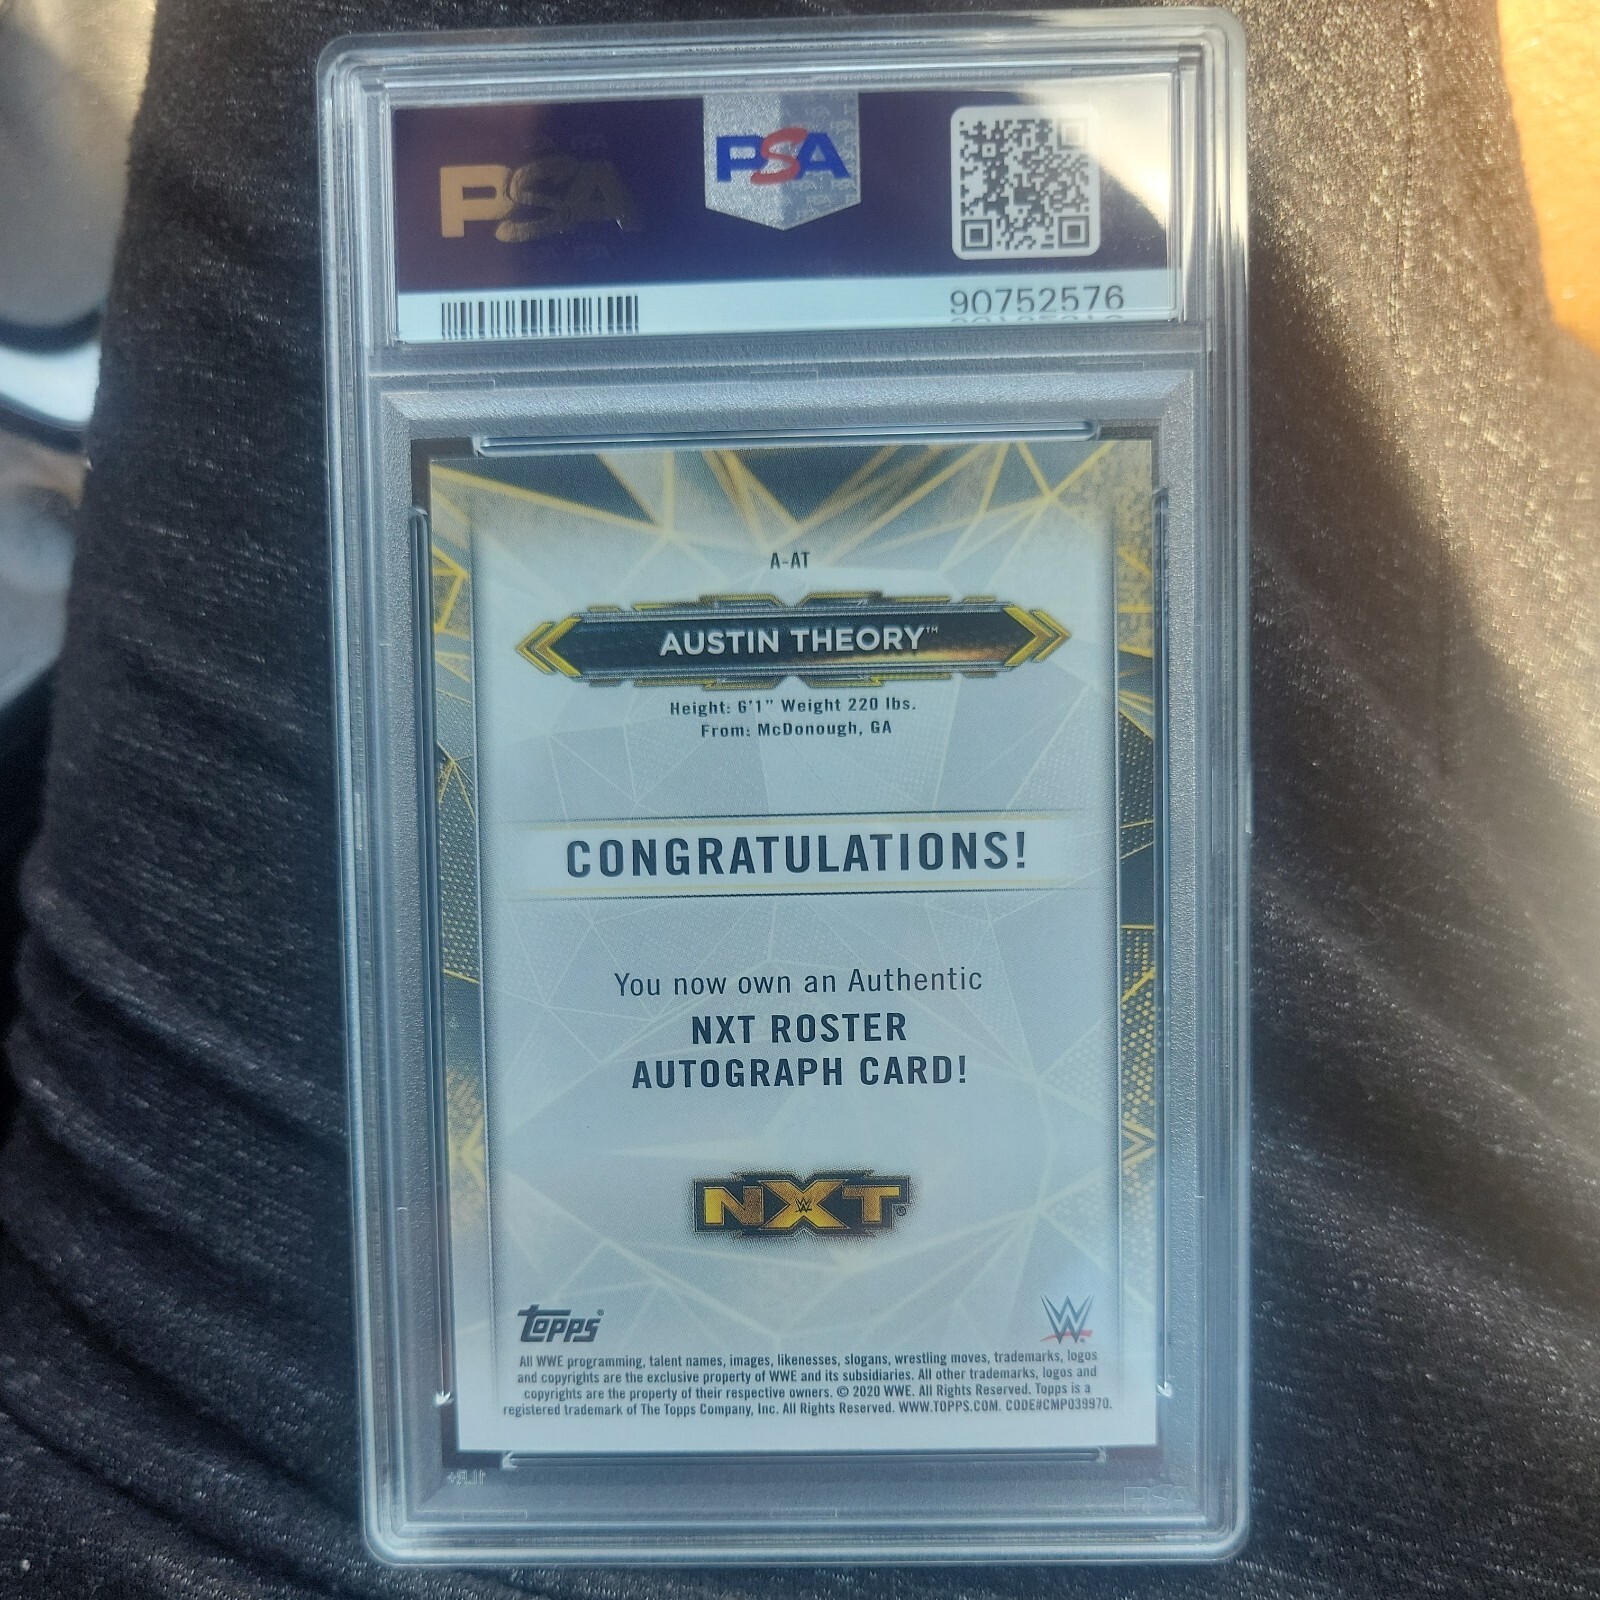 PSA
PSA
90752576
A-AT
AUSTIN THEORY™
Height: 6'1" Weight 220 lbs.
From: McDonough, GA
CONGRATULATIONS!
You now own an Authentic
NXT ROSTER
AUTOGRAPH CARD!
NXT®
topps®
W
All WWE programming, talent names, images, likenesses, slogans, wrestling moves, trademarks, logos
and copyrights are the exclusive property of WWE and its subsidiaries. All other trademarks, logos and
copyrights are the property of their respective owners. © 2020 WWE. All Rights Reserved. Topps is a
registered trademark of The Topps Company, Inc. All Rights Reserved. WWW.TOPPS.COM. CODE#CMP039970.
PSA